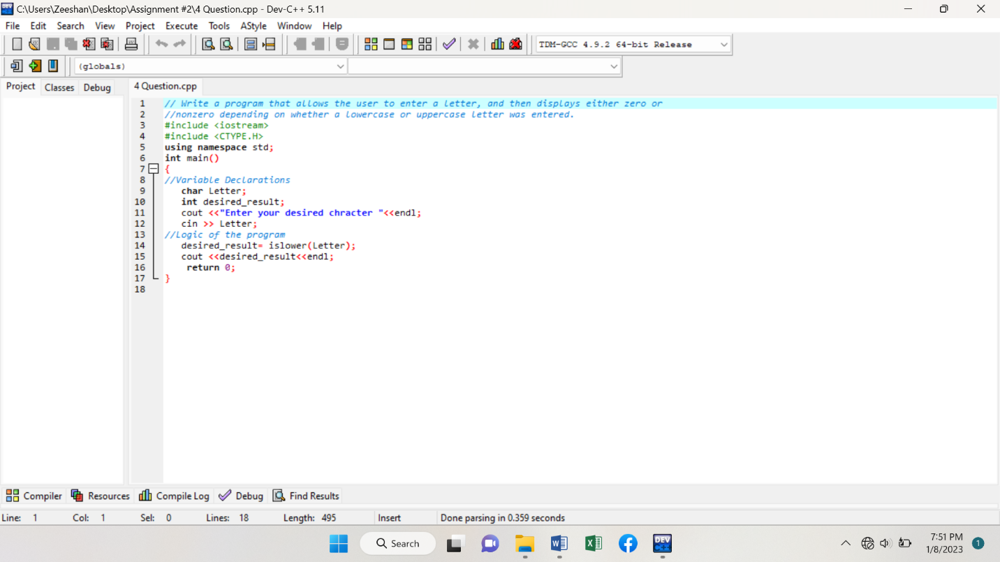 C:\Users\Zeeshan\Desktop\Assignment #2\4 Question.cpp - Dev-C++ 5.11
File Edit Search View Project Execute Tools AStyle Window Help
TDM-GCC 4.9.2 64-bit Release
(globals)
Project Classes Debug 4 Question.cpp
1 // Write a program that allows the user to enter a letter, and then displays either zero or
2 //nonzero depending on whether a lowercase or uppercase letter was entered.
3 #include <iostream>
4 #include <CTYPE.H>
5 using namespace std;
6 int main()
7 {
8 //Variable Declarations
9 char Letter;
10 int desired_result;
11 cout <<"Enter your desired chracter "<<endl;
12 cin >> Letter;
13 //Logic of the program
14 desired_result= islower(Letter);
15 cout <<desired_result<<endl;
16 return 0;
17 }
18
Compiler Resources Compile Log Debug Find Results
Line: 1 Col: 1 Sel: 0 Lines: 18 Length: 495 Insert Done parsing in 0.359 seconds
Search
DEV
7:51 PM
1/8/2023
1